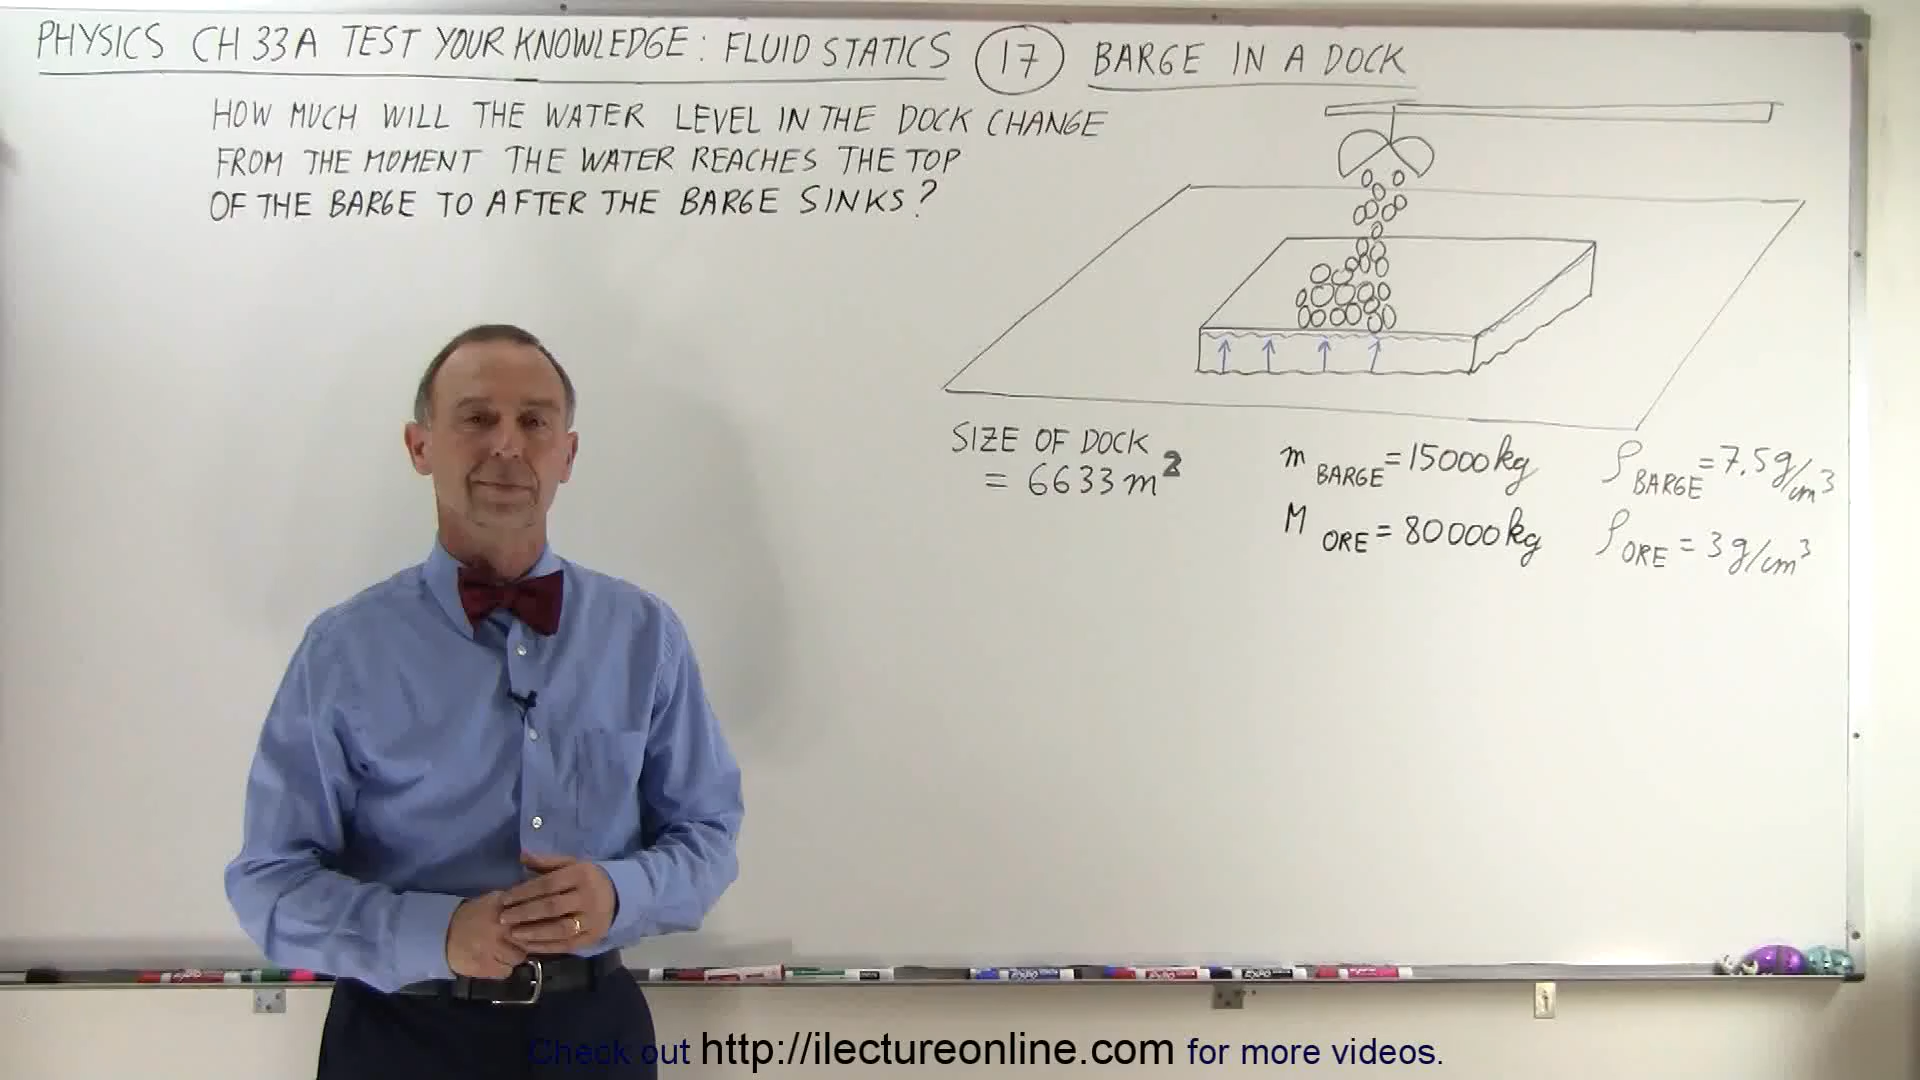 PHYSICS CH 33A TEST YOUR KNOWLEDGE: FLUID STATICS 17 BARGE IN A DOCK
HOW MUCH WILL THE WATER LEVEL IN THE DOCK CHANGE
FROM THE MOMENT THE WATER REACHES THE TOP
OF THE BARGE TO AFTER THE BARGE SINKS?
SIZE OF DOCK
= 6633 m²
m BARGE = 15000 kg ρ BARGE = 7.5 g/cm³
M ORE = 80000 kg ρ ORE = 3 g/cm³
Check out http://ilectureonline.com for more videos.